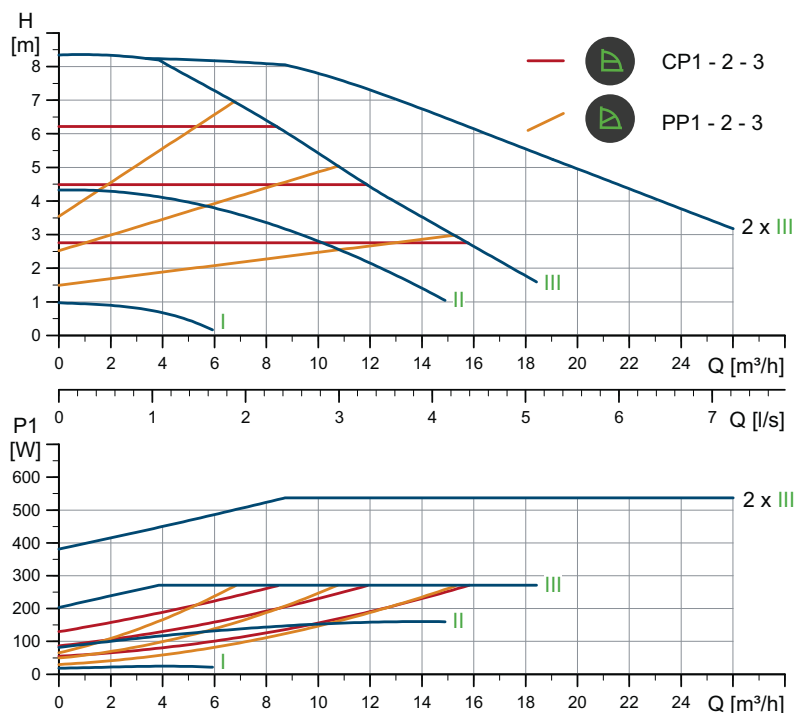 H
[m]
8
7
6
5
4
3
2
1
0
CP1 - 2 - 3
PP1 - 2 - 3
2 x III
III
II
I
0 2 4 6 8 10 12 14 16 18 20 22 24 Q [m³/h]
0 1 2 3 4 5 6 7 Q [l/s]
P1
[W]
600
500
400
300
200
100
0
2 x III
III
II
I
0 2 4 6 8 10 12 14 16 18 20 22 24 Q [m³/h]